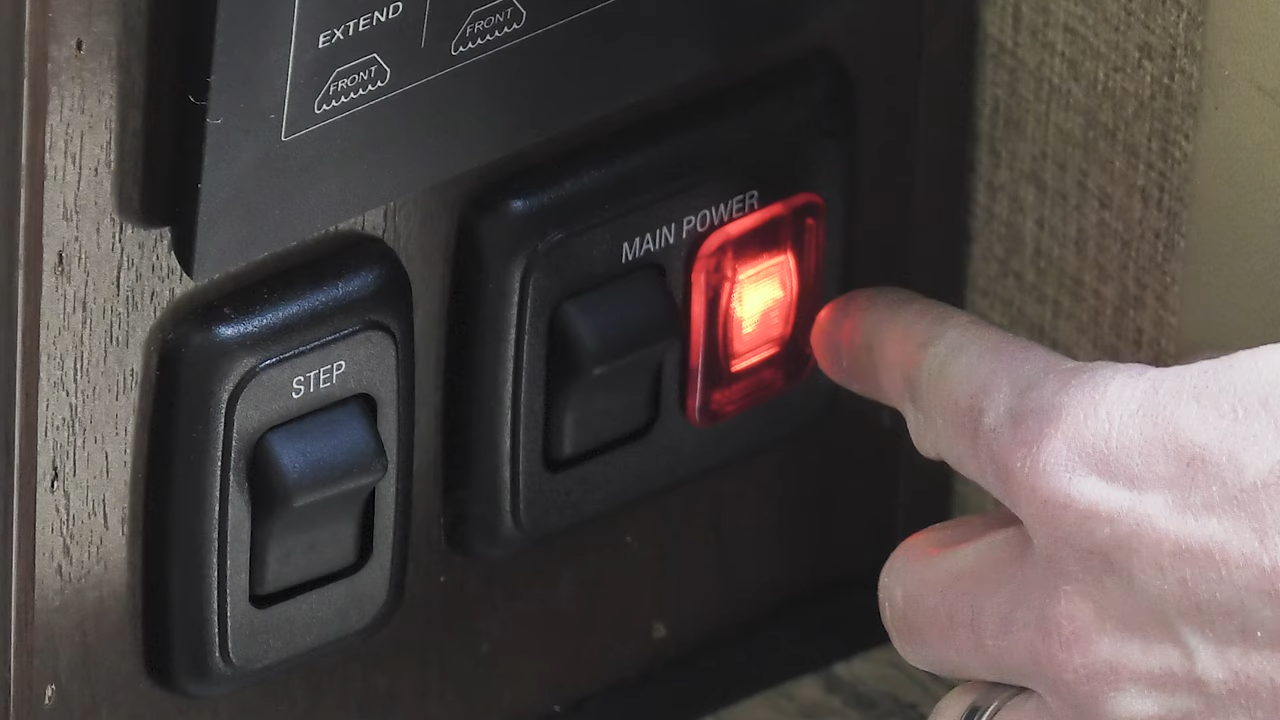 EXTEND
FRONT
FRONT
MAIN POWER
STEP